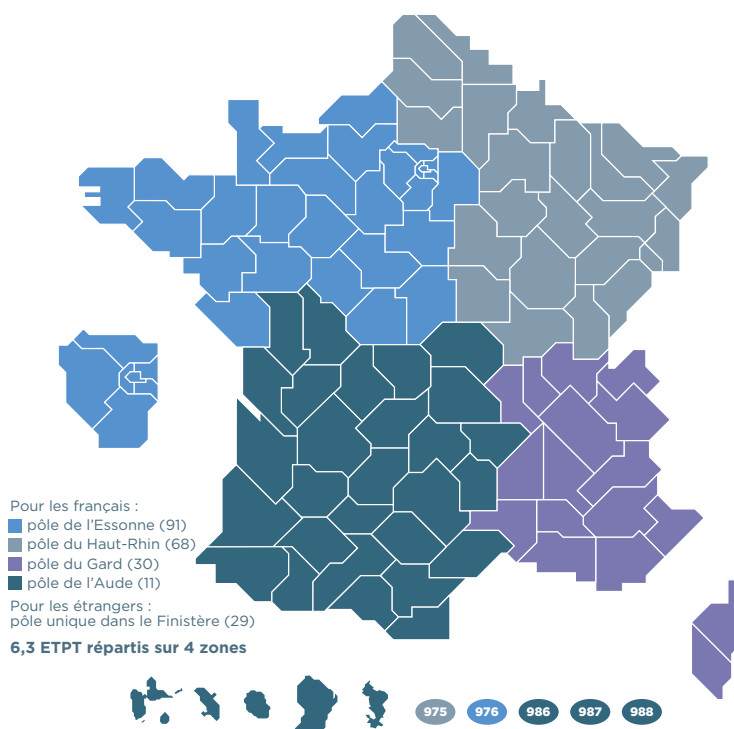 Pour les français :
pôle de l'Essonne (91)
pôle du Haut-Rhin (68)
pôle du Gard (30)
pôle de l'Aude (11)
Pour les étrangers :
pôle unique dans le Finistère (29)
6,3 ETPT répartis sur 4 zones
975 976 986 987 988